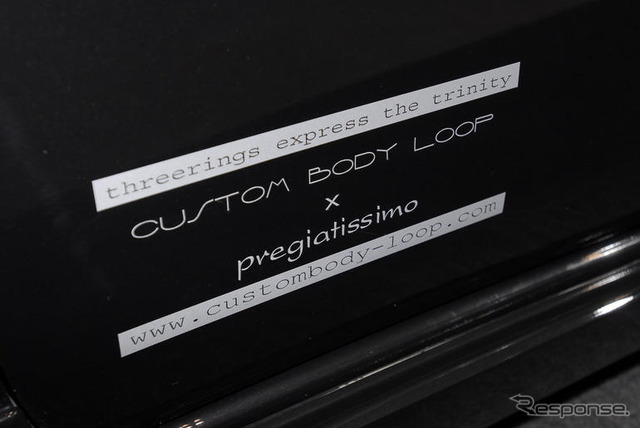 threerings express the trinity
CUSTOM BODY LOOP
x
pregiatissimo
www.custombody-loop.com
Response.